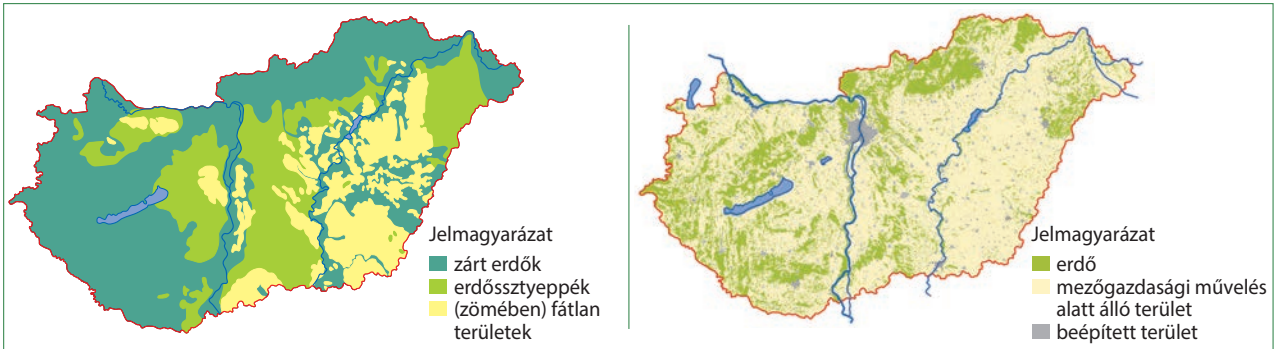 Jelmagyarázat
zárt erdők
erdőssztyeppék
(zömében) fátlan
területek
Jelmagyarázat
erdő
mezőgazdasági művelés
alatt álló terület
beépített terület